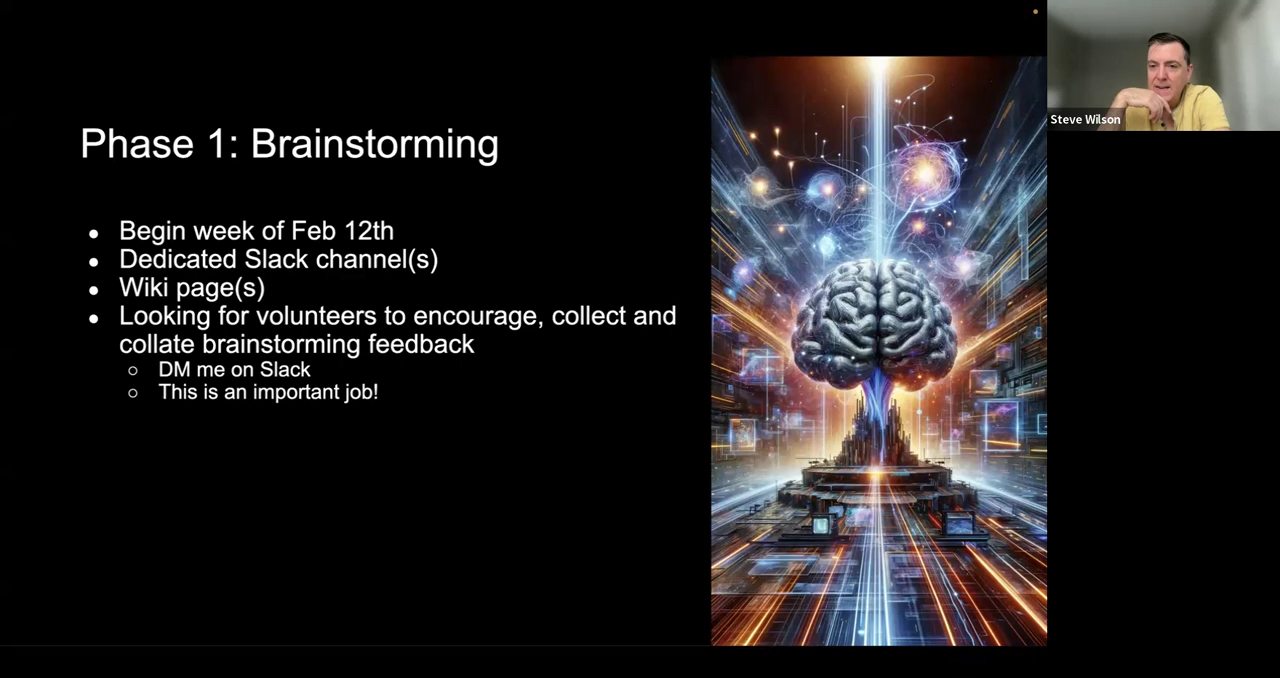 Phase 1: Brainstorming
● Begin week of Feb 12th
● Dedicated Slack channel(s)
● Wiki page(s)
● Looking for volunteers to encourage, collect and
collate brainstorming feedback
○ DM me on Slack
○ This is an important job!
Steve Wilson